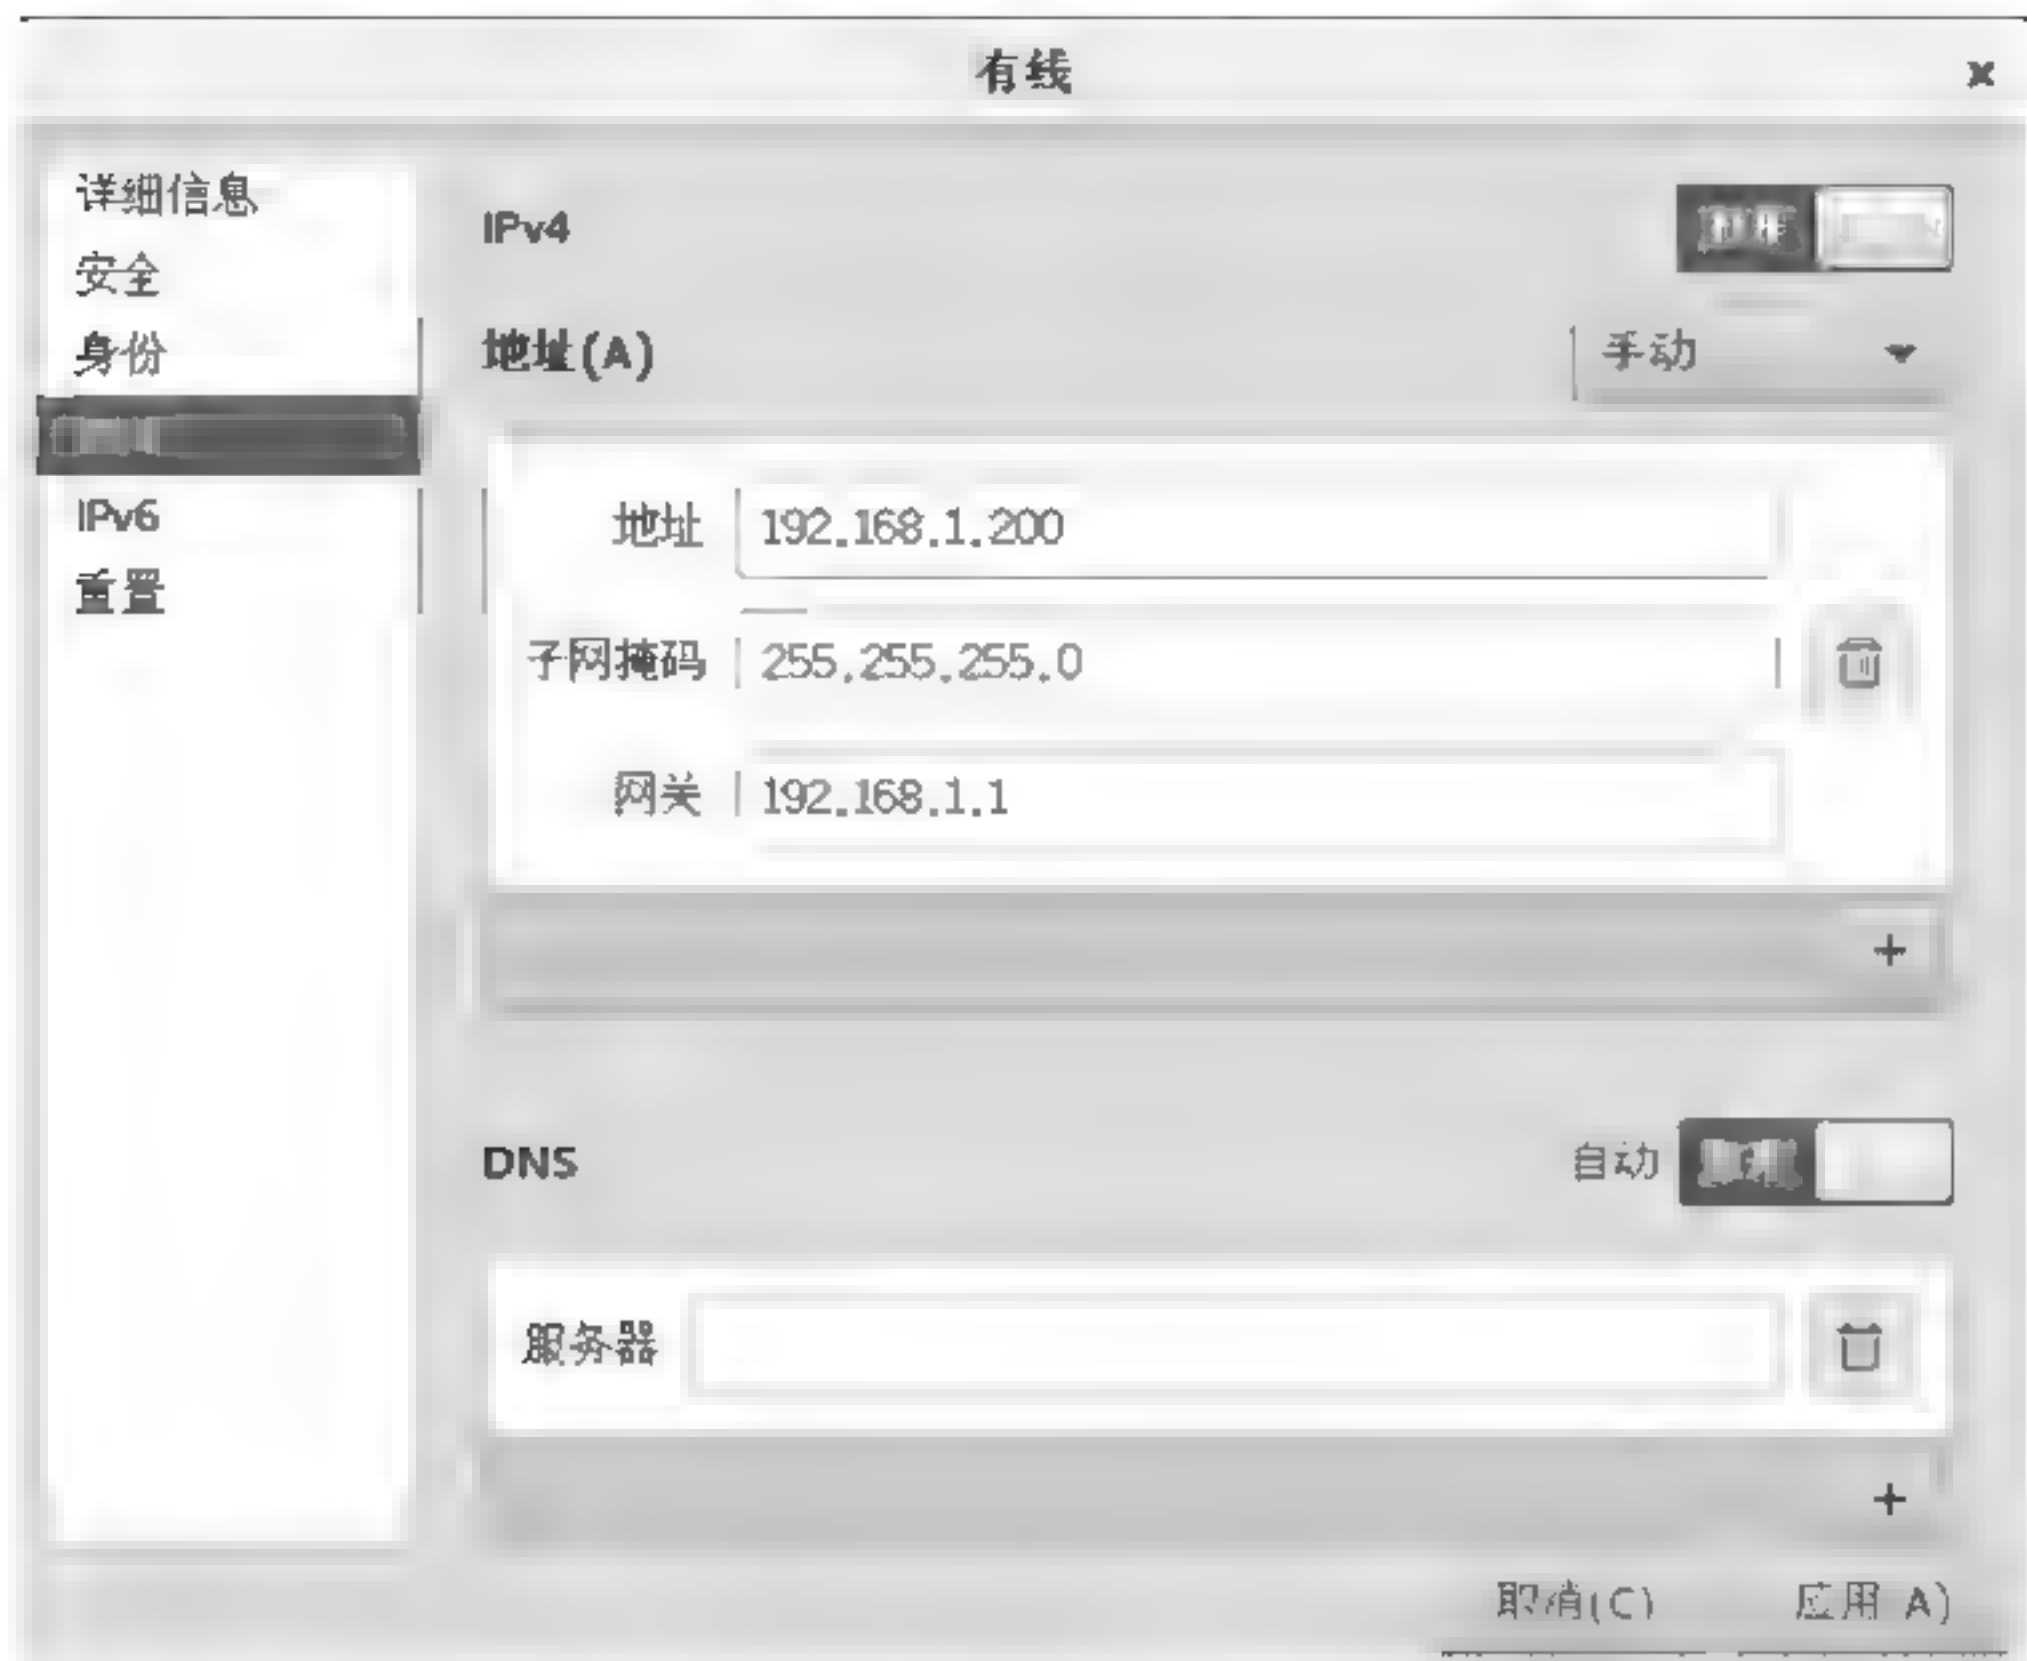 有线
详细信息
安全
身份
IPv6
重置
IPv4
地址(A)
手动
地址 192.168.1.200
子网掩码 255.255.255.0
网关 192.168.1.1
+
DNS
自动
服务器
+
取消(C)
应用 A)